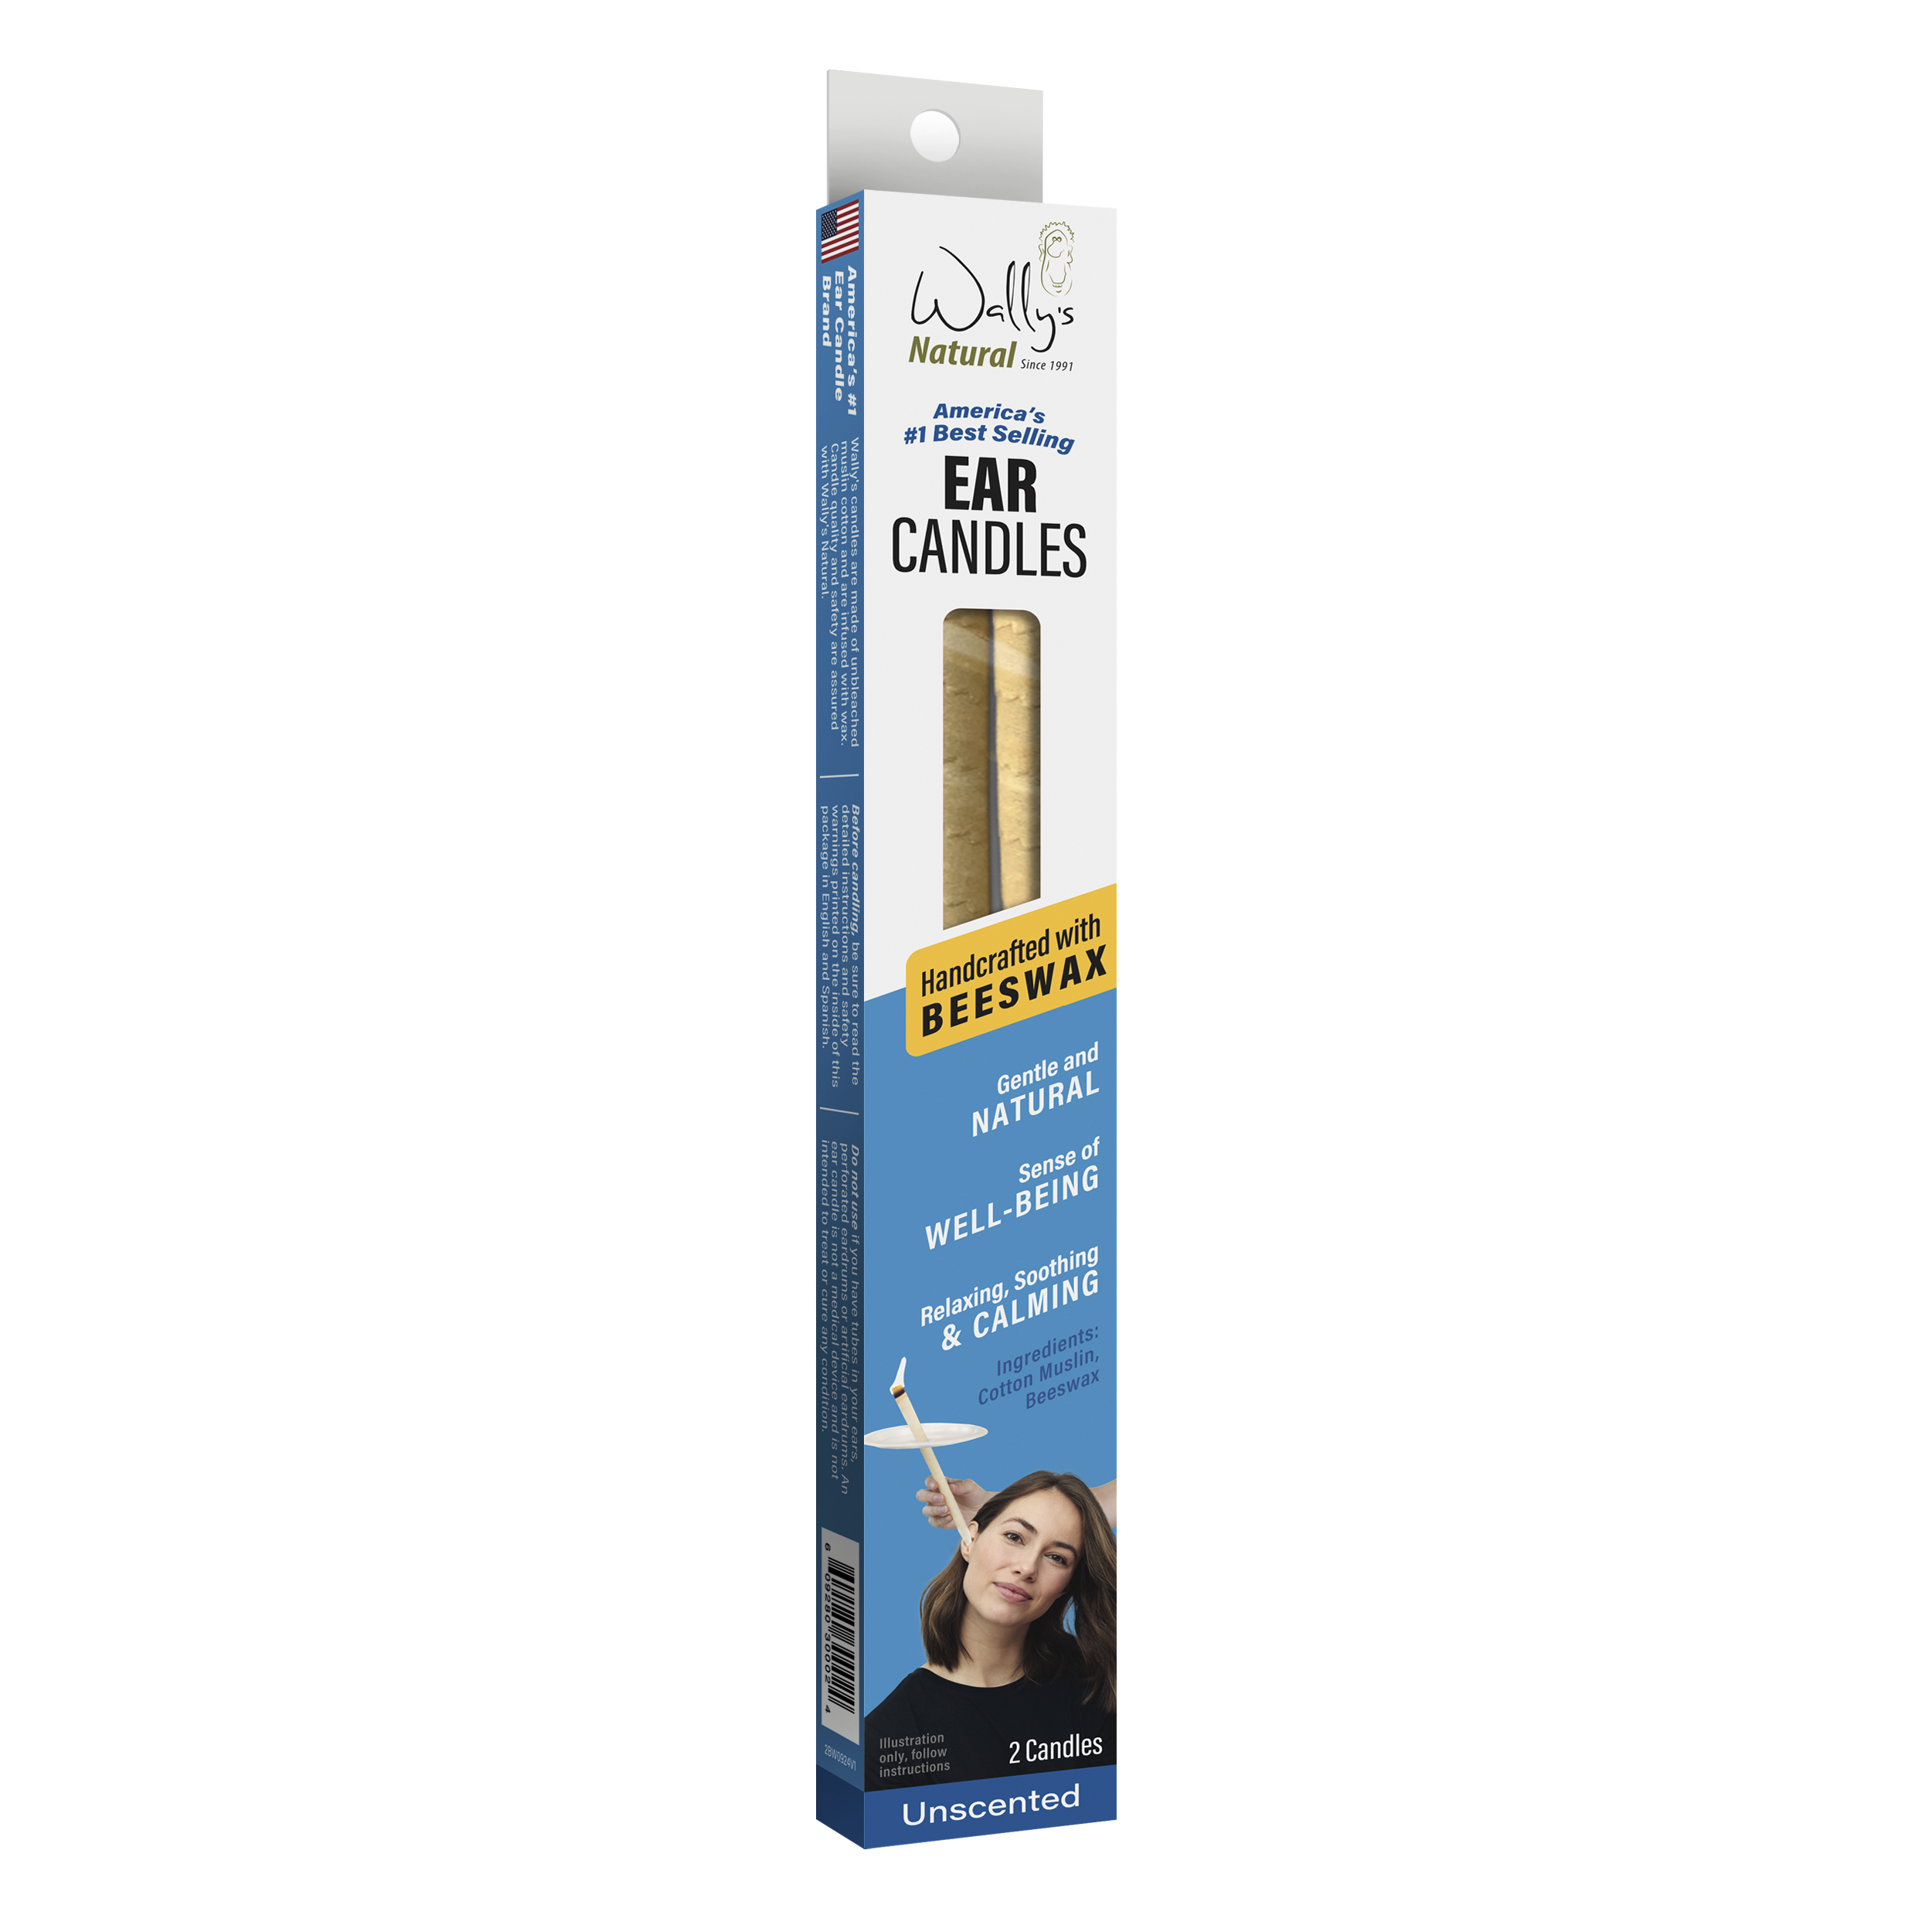 Wally's
Natural Since 1991
America's
#1 Best Selling
EAR
CANDLES
Handcrafted with
BEESWAX
Gentle and
NATURAL
Sense of
WELL-BEING
Relaxing, Soothing
& CALMING
Ingredients:
Cotton Muslin,
Beeswax
Illustration
only, follow
instructions
2 Candles
Unscented
America's #1
Ear Candle
Brand
Wally's candles are made of unbleached
muslin cotton and are infused with wax.
Candle quality and safety are assured
with Wally's Natural.
Before candling, be sure to read the
detailed instructions and safety
warnings printed on the inside of this
package in English and Spanish.
Do not use if you have tubes in your ears,
perforated eardrums or artificial eardrums. An
ear candle is not a medical device and is not
intended to treat or cure any condition.
6 09280 30002 4
2BW0924V1